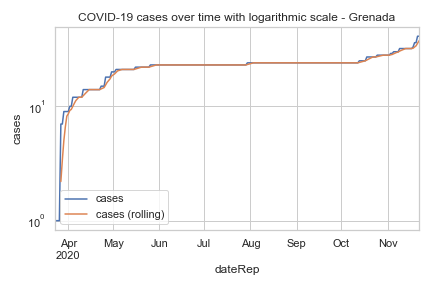 COVID-19 cases over time with logarithmic scale - Grenada
cases
10¹
10⁰
cases
cases (rolling)
Apr May Jun Jul Aug Sep Oct Nov
2020
dateRep